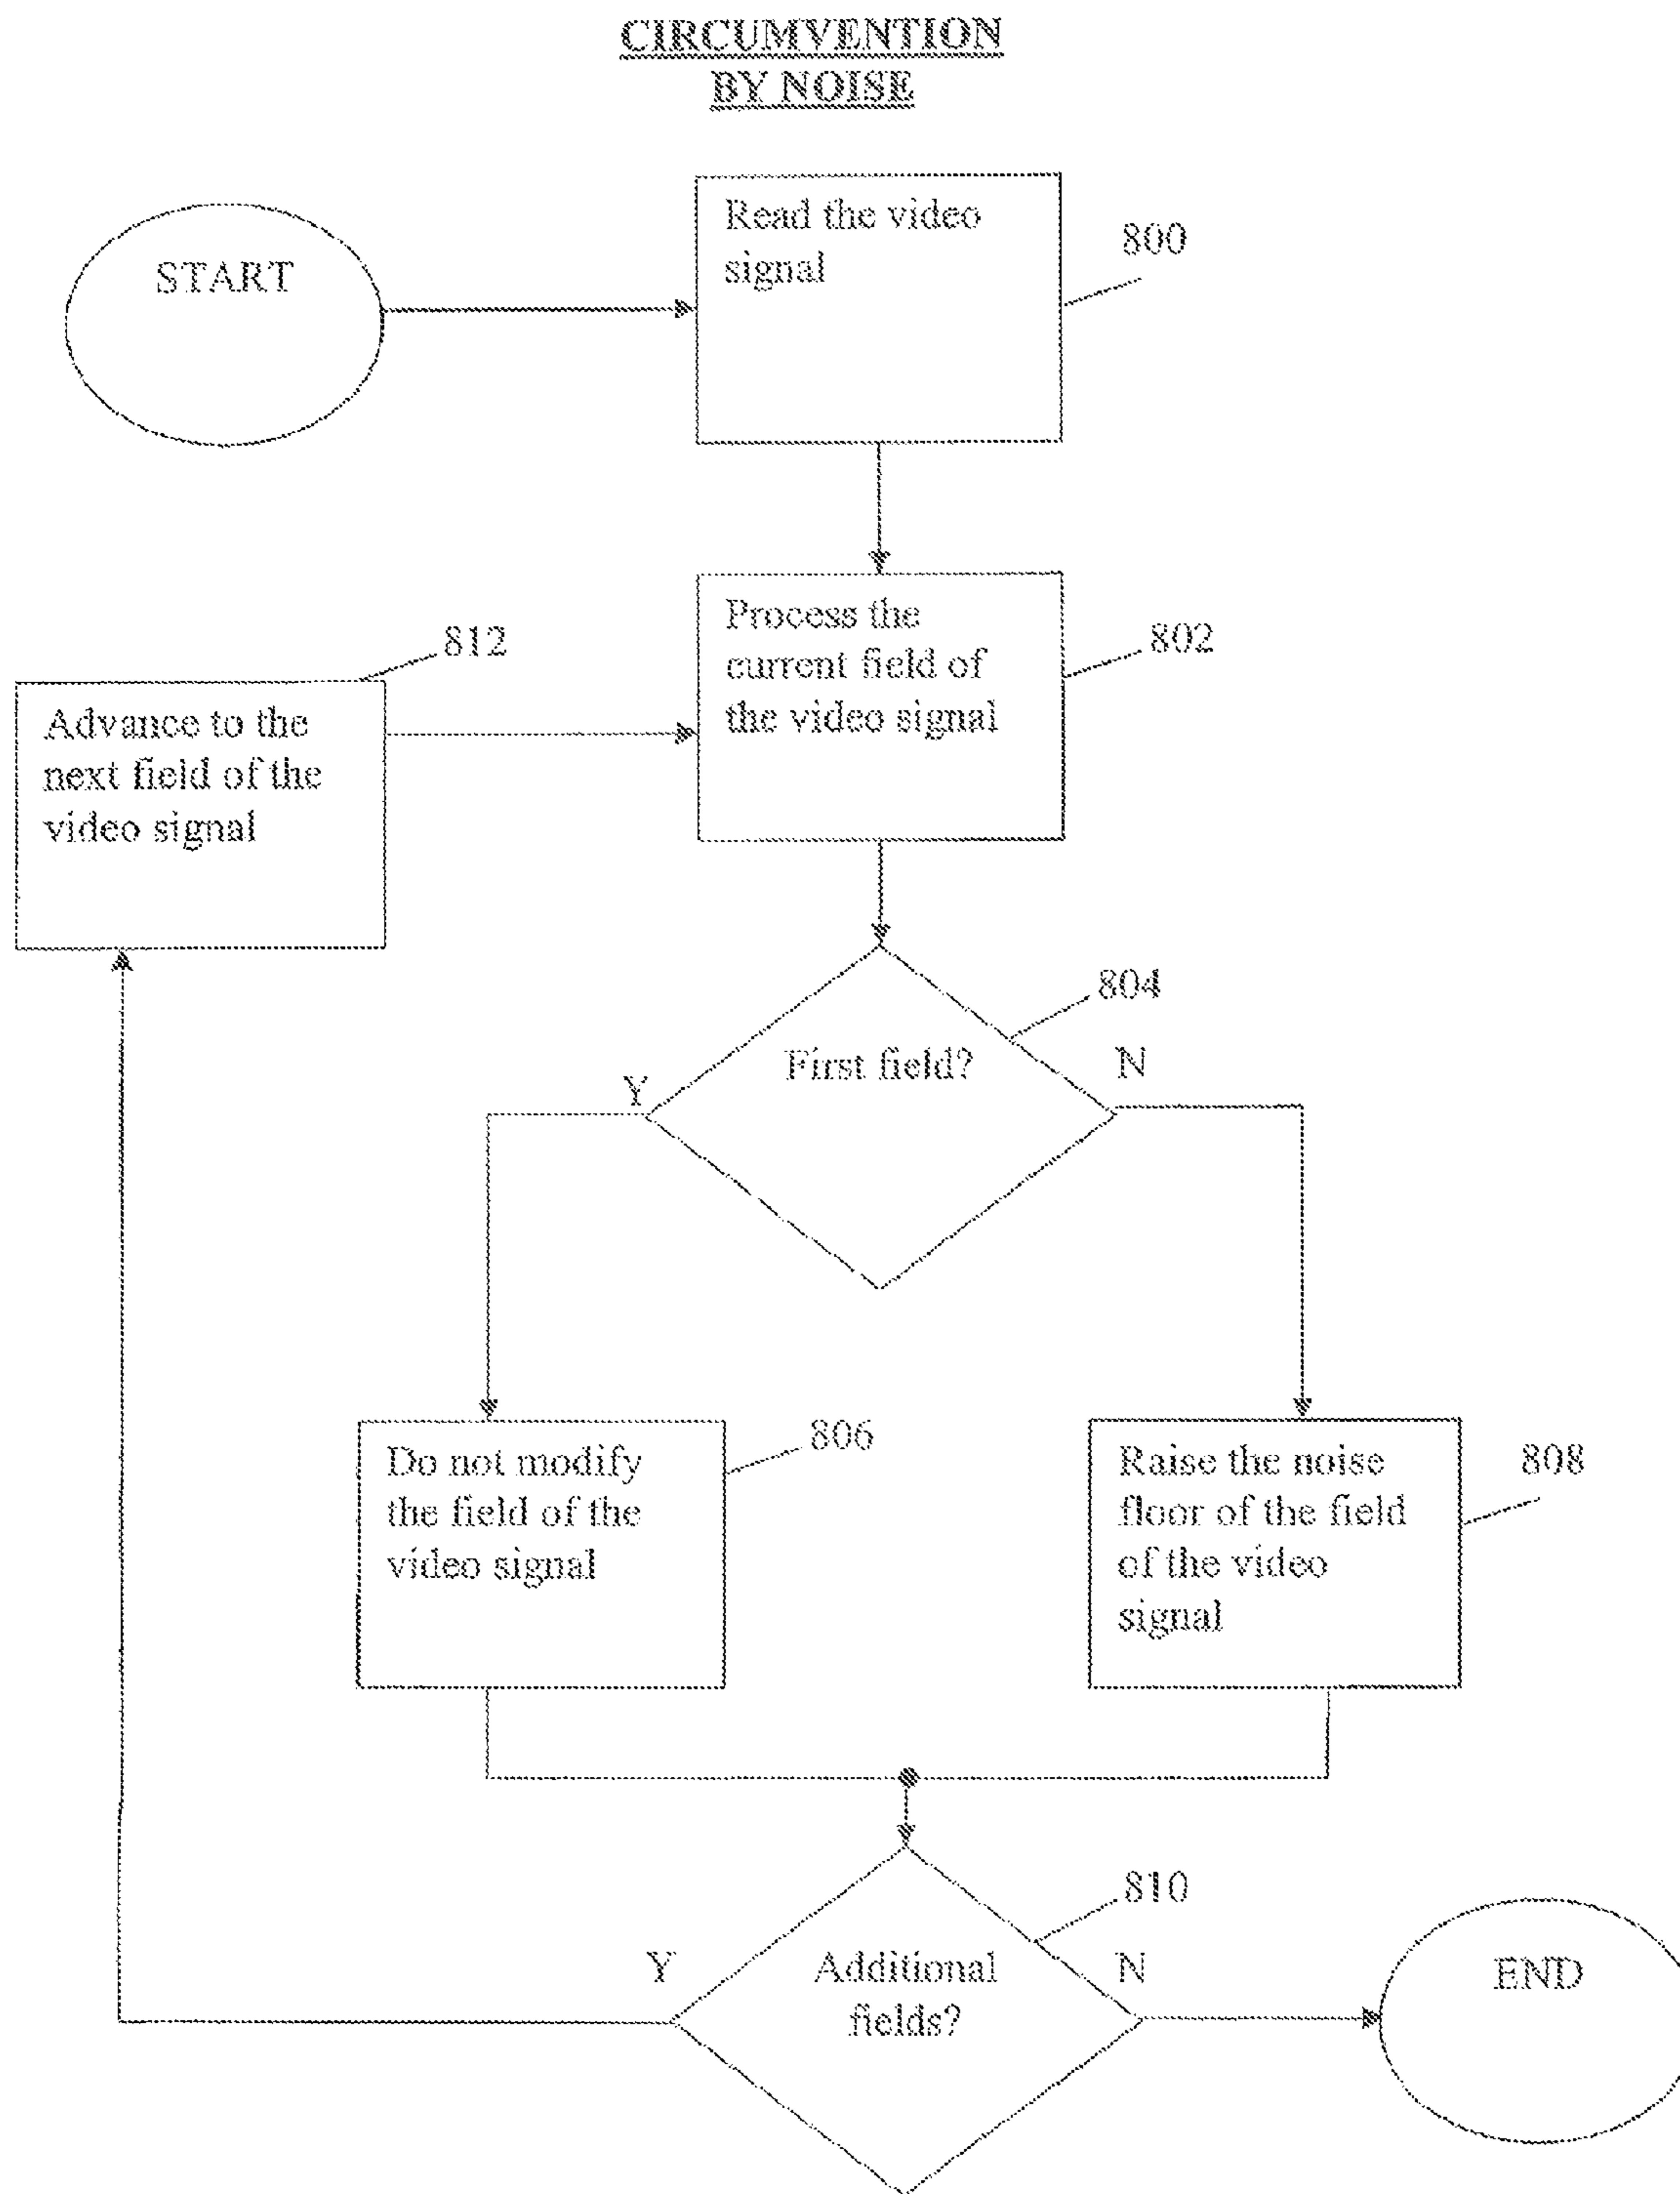 CIRCUMVENTION
BY NOISE
START
Read the video
signal
800
Process the
current field of
the video signal
802
812
Advance to the
next field of the
video signal
804
First field?
Y
N
Do not modify
the field of the
video signal
806
Raise the noise
floor of the field
of the video
signal
808
810
Additional
fields?
Y
N
END